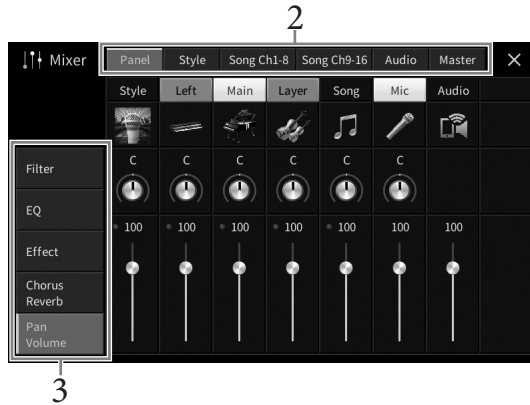 2
Mixer
Panel Style Song Ch1-8 Song Ch9-16 Audio Master
Style Left Main Layer Song Mic Audio
C C C C C C
Filter
EQ
100 100 100 100 100 100 100
Effect
Chorus
Reverb
Pan
Volume
3